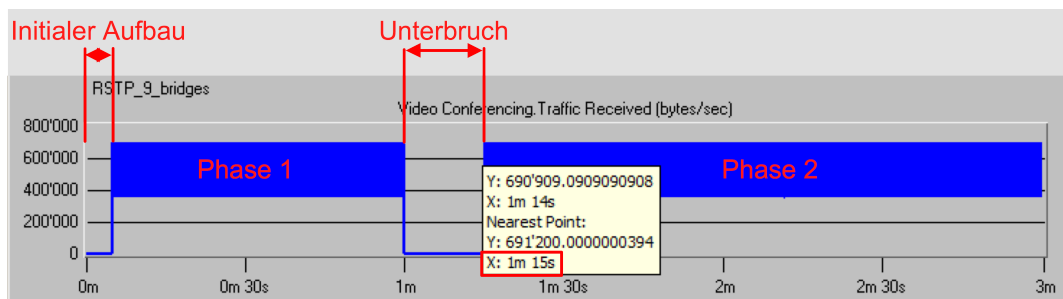 Initialer Aufbau
Unterbruch
RSTP_9_bridges
Video Conferencing.Traffic Received (bytes/sec)
800'000
600'000
400'000
200'000
0
Phase 1
Phase 2
Y: 690'909.0909090908
X: 1m 14s
Nearest Point:
Y: 691'200.0000000394
X: 1m 15s
0m
0m 30s
1m
1m 30s
2m
2m 30s
3m